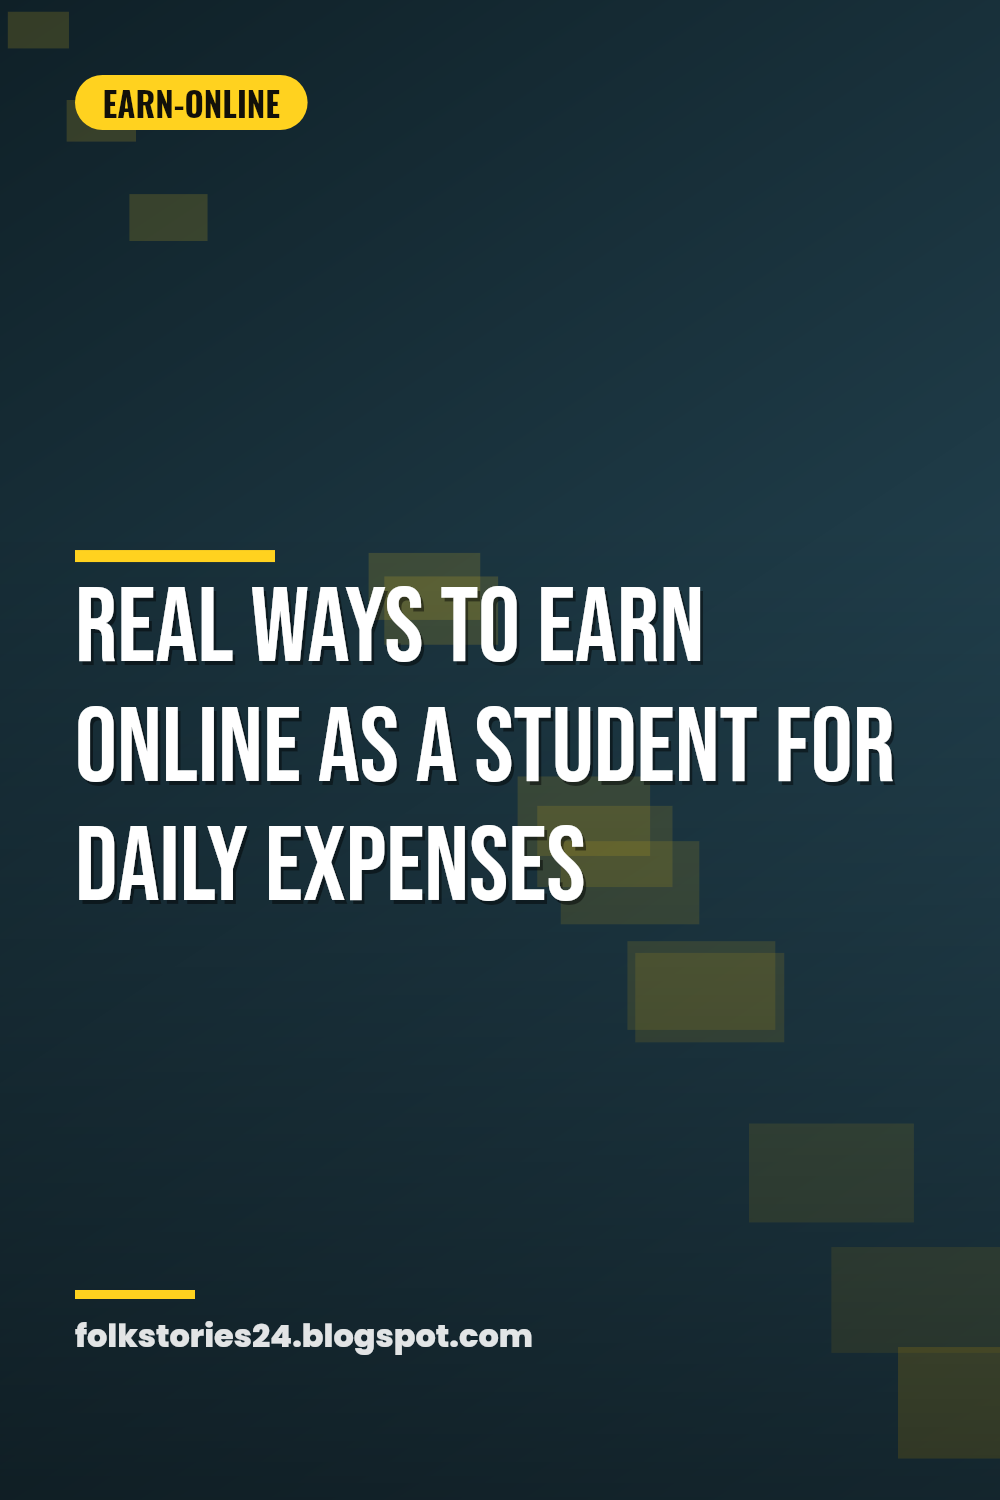 EARN-ONLINE
REAL WAYS TO EARN
ONLINE AS A STUDENT FOR
DAILY EXPENSES
folkstories24.blogspot.com